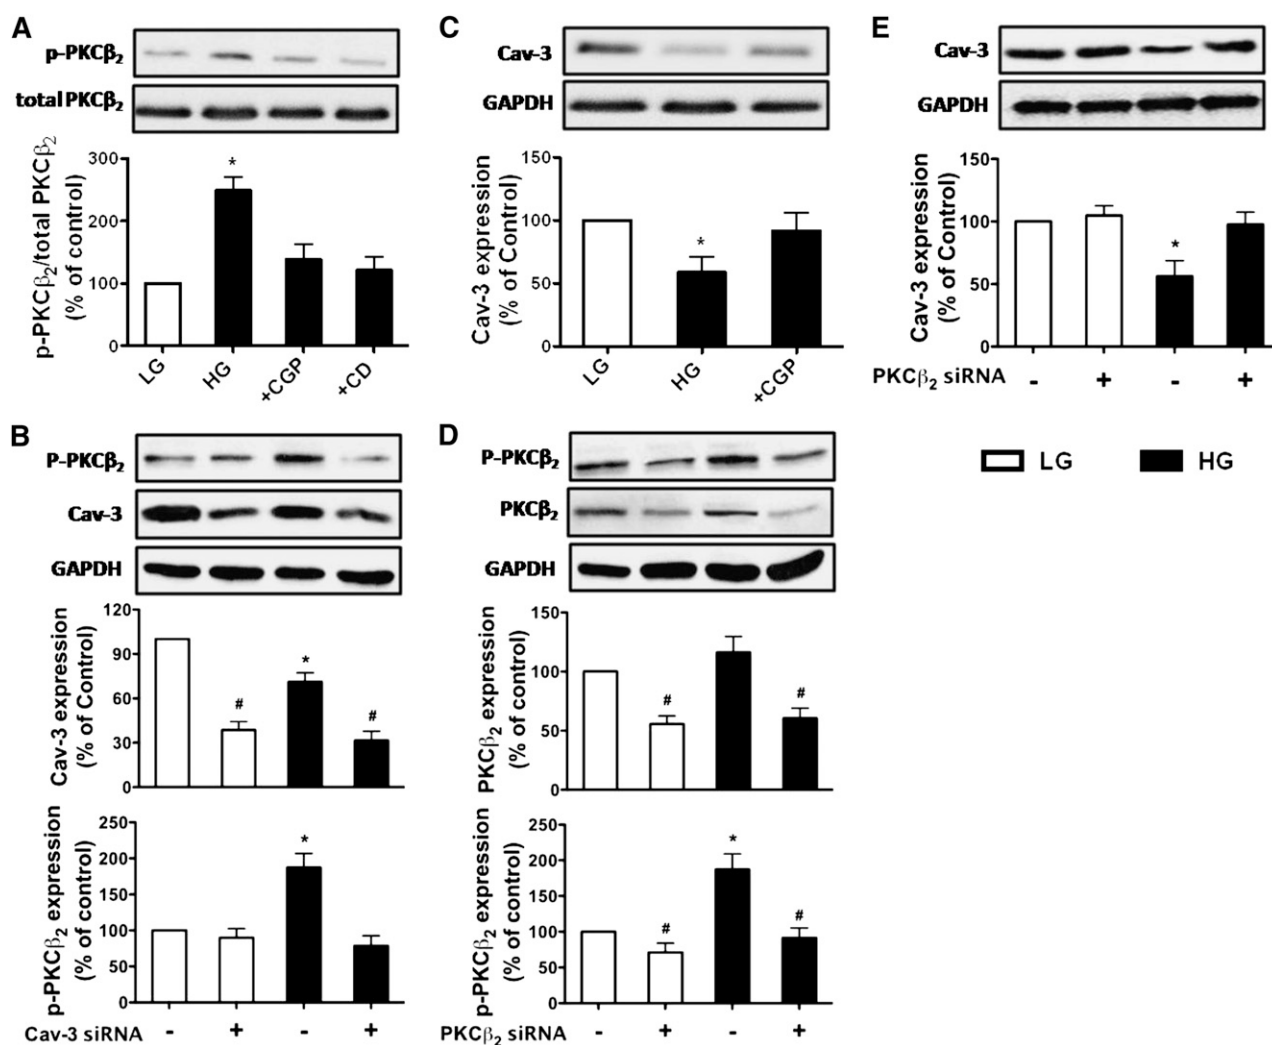 A
p-PKCβ₂
total PKCβ₂
p-PKCβ₂/total PKCβ₂
(% of control)
300
200
100
0
*
LG
HG
+CGP
+CD
C
Cav-3
GAPDH
Cav-3 expression
(% of Control)
150
100
50
0
*
LG
HG
+CGP
E
Cav-3
GAPDH
Cav-3 expression
(% of Control)
150
100
50
0
*
PKCβ₂ siRNA - + - +
LG HG
B
P-PKCβ₂
Cav-3
GAPDH
Cav-3 expression
(% of Control)
120
90
60
30
0
# * #
p-PKCβ₂ expression
(% of control)
250
200
150
100
50
0
*
Cav-3 siRNA - + - +
D
P-PKCβ₂
PKCβ₂
GAPDH
PKCβ₂ expression
(% of control)
150
100
50
0
# #
p-PKCβ₂ expression
(% of control)
250
200
150
100
50
0
# * #
PKCβ₂ siRNA - + - +